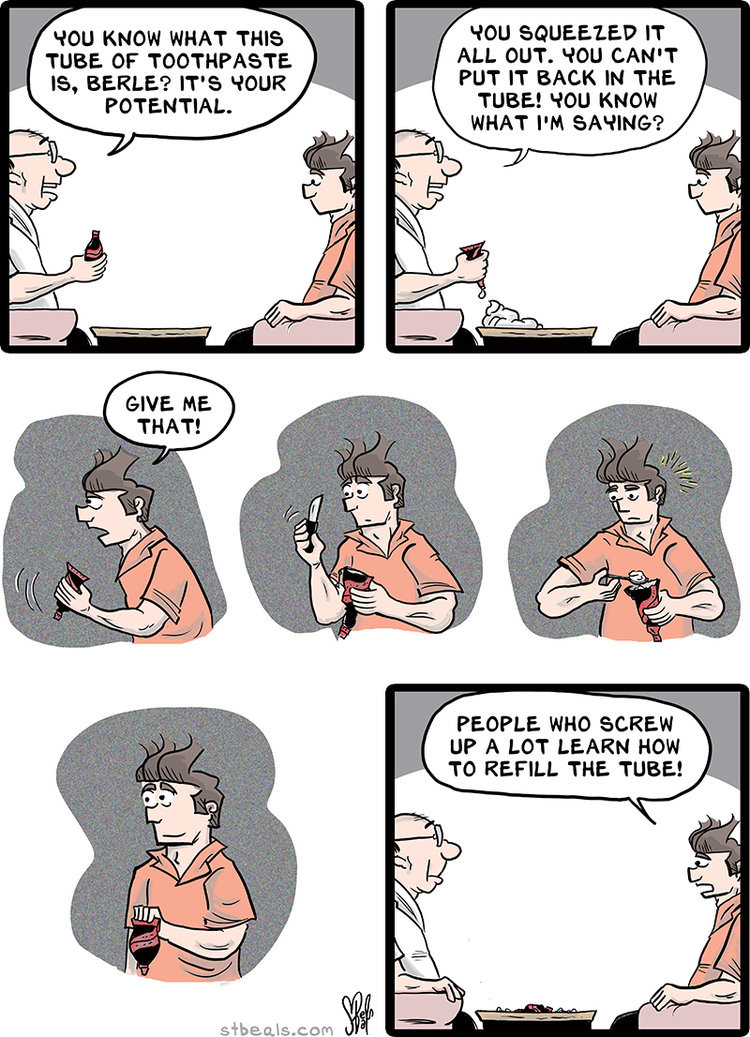 YOU KNOW WHAT THIS
TUBE OF TOOTHPASTE
IS, BERLE? IT'S YOUR
POTENTIAL.
YOU SQUEEZED IT
ALL OUT. YOU CAN'T
PUT IT BACK IN THE
TUBE! YOU KNOW
WHAT I'M SAYING?
GIVE ME
THAT!
PEOPLE WHO SCREW
UP A LOT LEARN HOW
TO REFILL THE TUBE!
stbeals.com